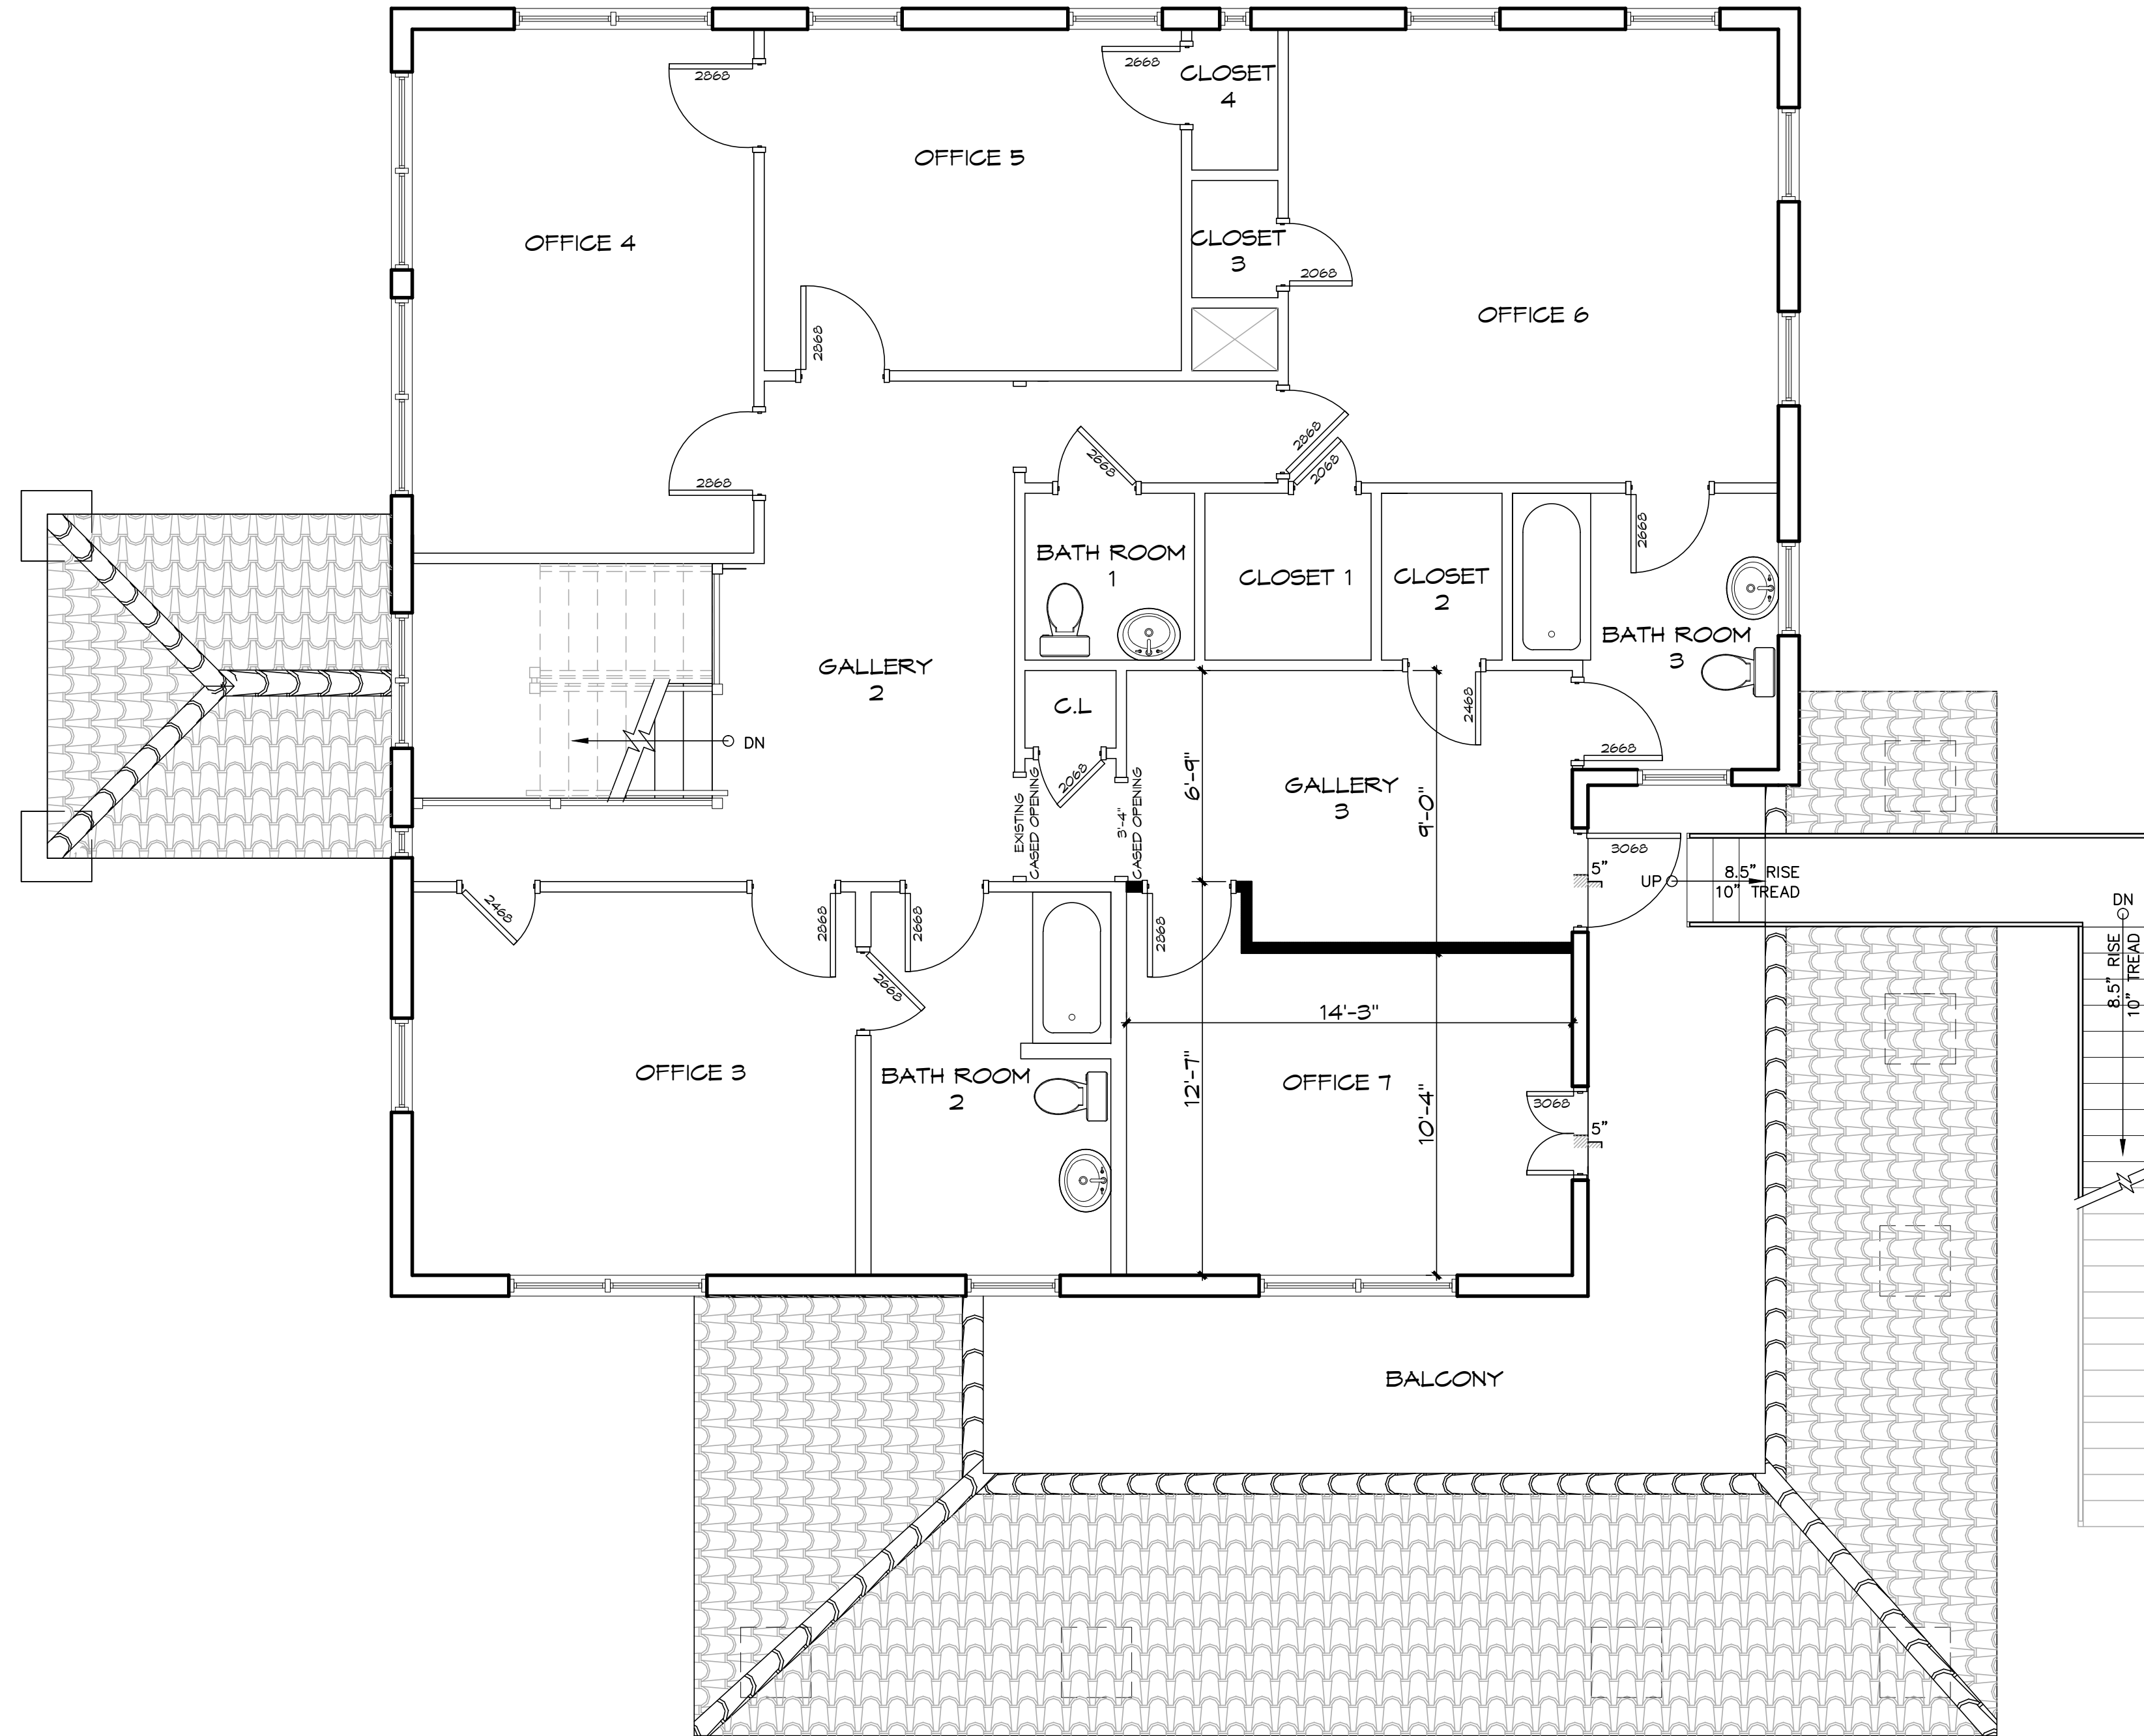 2868
2668
CLOSET
4
OFFICE 5
OFFICE 4
CLOSET
3
2068
OFFICE 6
2868
2868
2668
2868
2068
2668
BATH ROOM
1
CLOSET 1
CLOSET
2
BATH ROOM
3
GALLERY
2
C.L
2468
DN
2668
2068
6'-9"
GALLERY
3
9'-0"
EXISTING
CASED OPENING
3'-4"
CASED OPENING
3068
5"
UP
8.5" RISE
10" TREAD
DN
8.5" RISE
10" TREAD
2468
2868
2668
2868
2668
14'-3"
OFFICE 3
BATH ROOM
2
12'-7"
OFFICE 7
10'-4"
3068
5"
BALCONY